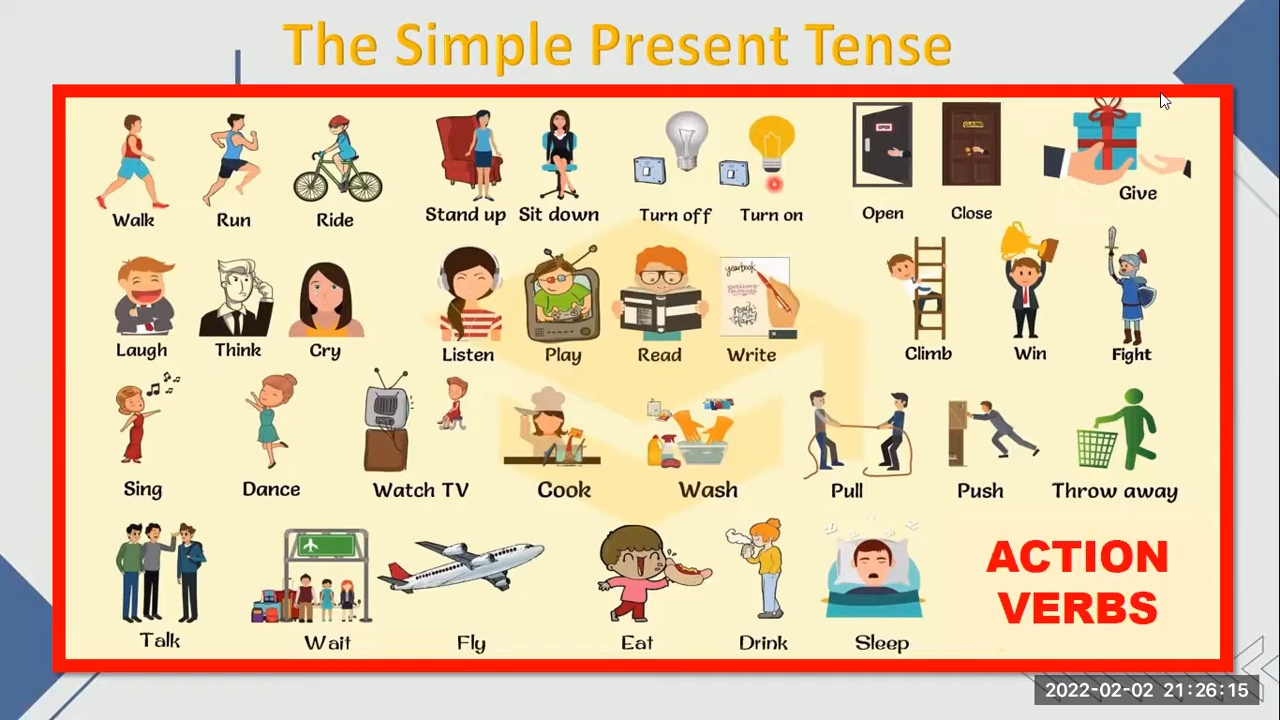 The Simple Present Tense
OPEN
Walk Run Ride Stand up Sit down Turn off Turn on Open Close Give
yearbook
Laugh Think Cry Listen Play Read Write Climb Win Fight
Sing Dance Watch TV Cook Wash Pull Push Throw away
ACTION
VERBS
Talk Wait Fly Eat Drink Sleep
2022-02-02 21:26:15